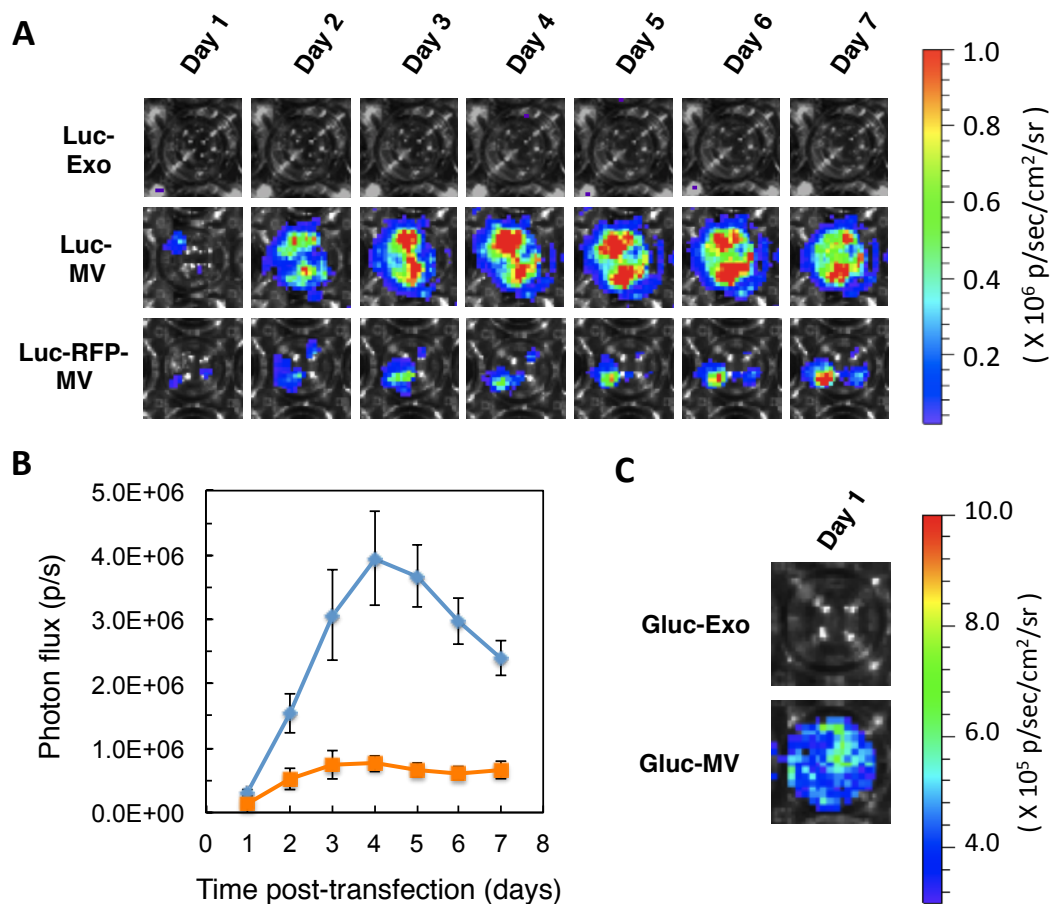 A
Day 1
Day 2
Day 3
Day 4
Day 5
Day 6
Day 7
Luc-
Exo
Luc-
MV
Luc-RFP-
MV
1.0
0.8
0.6
0.4
0.2
( X 10⁶ p/sec/cm²/sr)
B
5.0E+06
4.0E+06
3.0E+06
2.0E+06
1.0E+06
0.0E+00
Photon flux (p/s)
0 1 2 3 4 5 6 7 8
Time post-transfection (days)
C
Day 1
Gluc-Exo
Gluc-MV
10.0
8.0
6.0
4.0
( X 10⁵ p/sec/cm²/sr)